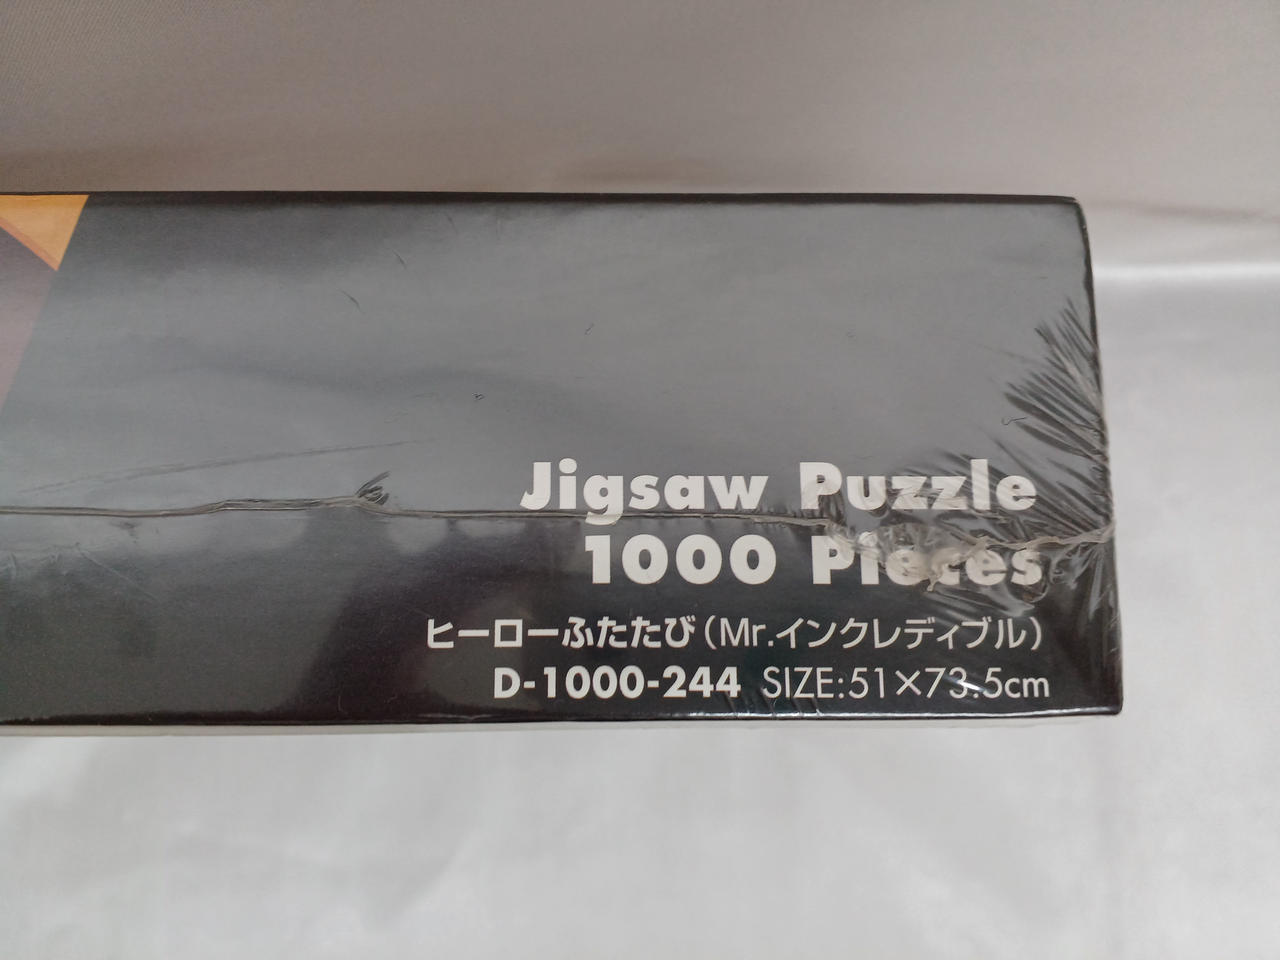 Jigsaw Puzzle
1000 Pieces
ヒーローふたたび(Mr.インクレディブル)
D-1000-244 SIZE:51×73.5cm